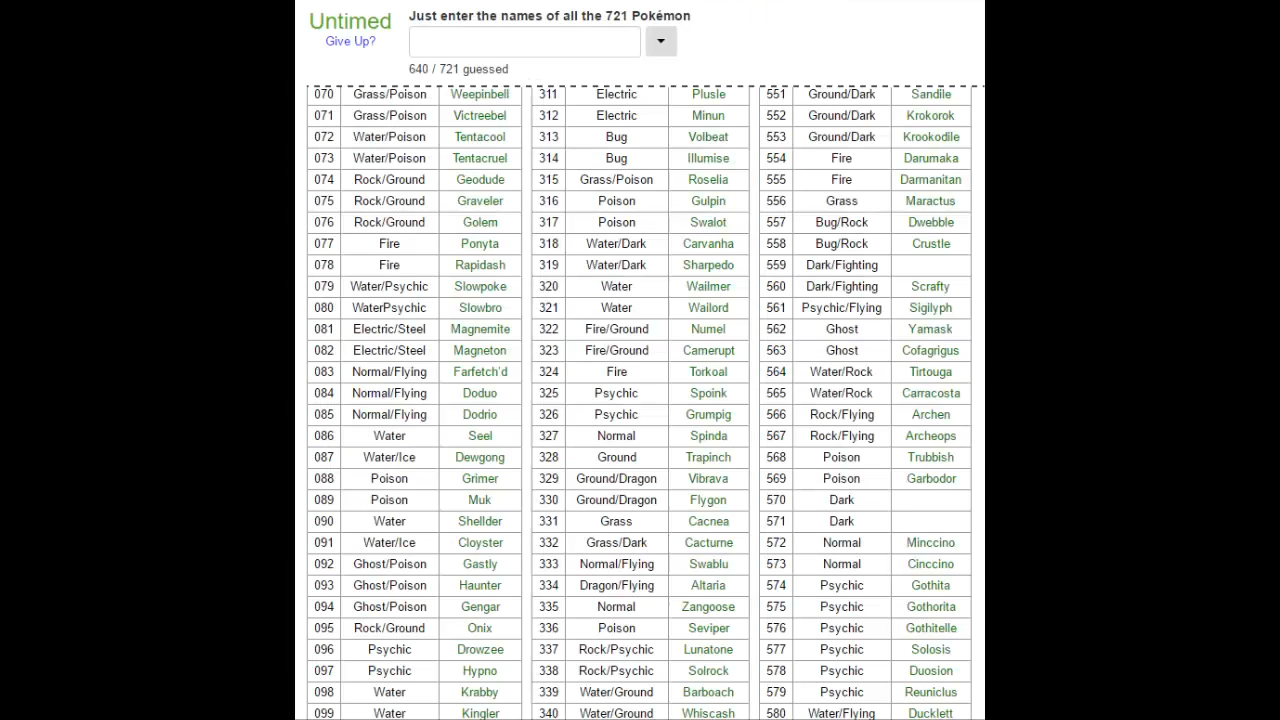 Untimed
Give Up?
Just enter the names of all the 721 Pokémon
640 / 721 guessed
070 Grass/Poison Weepinbell 311 Electric Plusle 551 Ground/Dark Sandile
071 Grass/Poison Victreebel 312 Electric Minun 552 Ground/Dark Krokorok
072 Water/Poison Tentacool 313 Bug Volbeat 553 Ground/Dark Krookodile
073 Water/Poison Tentacruel 314 Bug Illumise 554 Fire Darumaka
074 Rock/Ground Geodude 315 Grass/Poison Roselia 555 Fire Darmanitan
075 Rock/Ground Graveler 316 Poison Gulpin 556 Grass Maractus
076 Rock/Ground Golem 317 Poison Swalot 557 Bug/Rock Dwebble
077 Fire Ponyta 318 Water/Dark Carvanha 558 Bug/Rock Crustle
078 Fire Rapidash 319 Water/Dark Sharpedo 559 Dark/Fighting
079 Water/Psychic Slowpoke 320 Water Wailmer 560 Dark/Fighting Scrafty
080 WaterPsychic Slowbro 321 Water Wailord 561 Psychic/Flying Sigilyph
081 Electric/Steel Magnemite 322 Fire/Ground Numel 562 Ghost Yamask
082 Electric/Steel Magneton 323 Fire/Ground Camerupt 563 Ghost Cofagrigus
083 Normal/Flying Farfetch'd 324 Fire Torkoal 564 Water/Rock Tirtouga
084 Normal/Flying Doduo 325 Psychic Spoink 565 Water/Rock Carracosta
085 Normal/Flying Dodrio 326 Psychic Grumpig 566 Rock/Flying Archen
086 Water Seel 327 Normal Spinda 567 Rock/Flying Archeops
087 Water/Ice Dewgong 328 Ground Trapinch 568 Poison Trubbish
088 Poison Grimer 329 Ground/Dragon Vibrava 569 Poison Garbodor
089 Poison Muk 330 Ground/Dragon Flygon 570 Dark
090 Water Shellder 331 Grass Cacnea 571 Dark
091 Water/Ice Cloyster 332 Grass/Dark Cacturne 572 Normal Minccino
092 Ghost/Poison Gastly 333 Normal/Flying Swablu 573 Normal Cinccino
093 Ghost/Poison Haunter 334 Dragon/Flying Altaria 574 Psychic Gothita
094 Ghost/Poison Gengar 335 Normal Zangoose 575 Psychic Gothorita
095 Rock/Ground Onix 336 Poison Seviper 576 Psychic Gothitelle
096 Psychic Drowzee 337 Rock/Psychic Lunatone 577 Psychic Solosis
097 Psychic Hypno 338 Rock/Psychic Solrock 578 Psychic Duosion
098 Water Krabby 339 Water/Ground Barboach 579 Psychic Reuniclus
099 Water Kingler 340 Water/Ground Whiscash 580 Water/Flying Ducklett